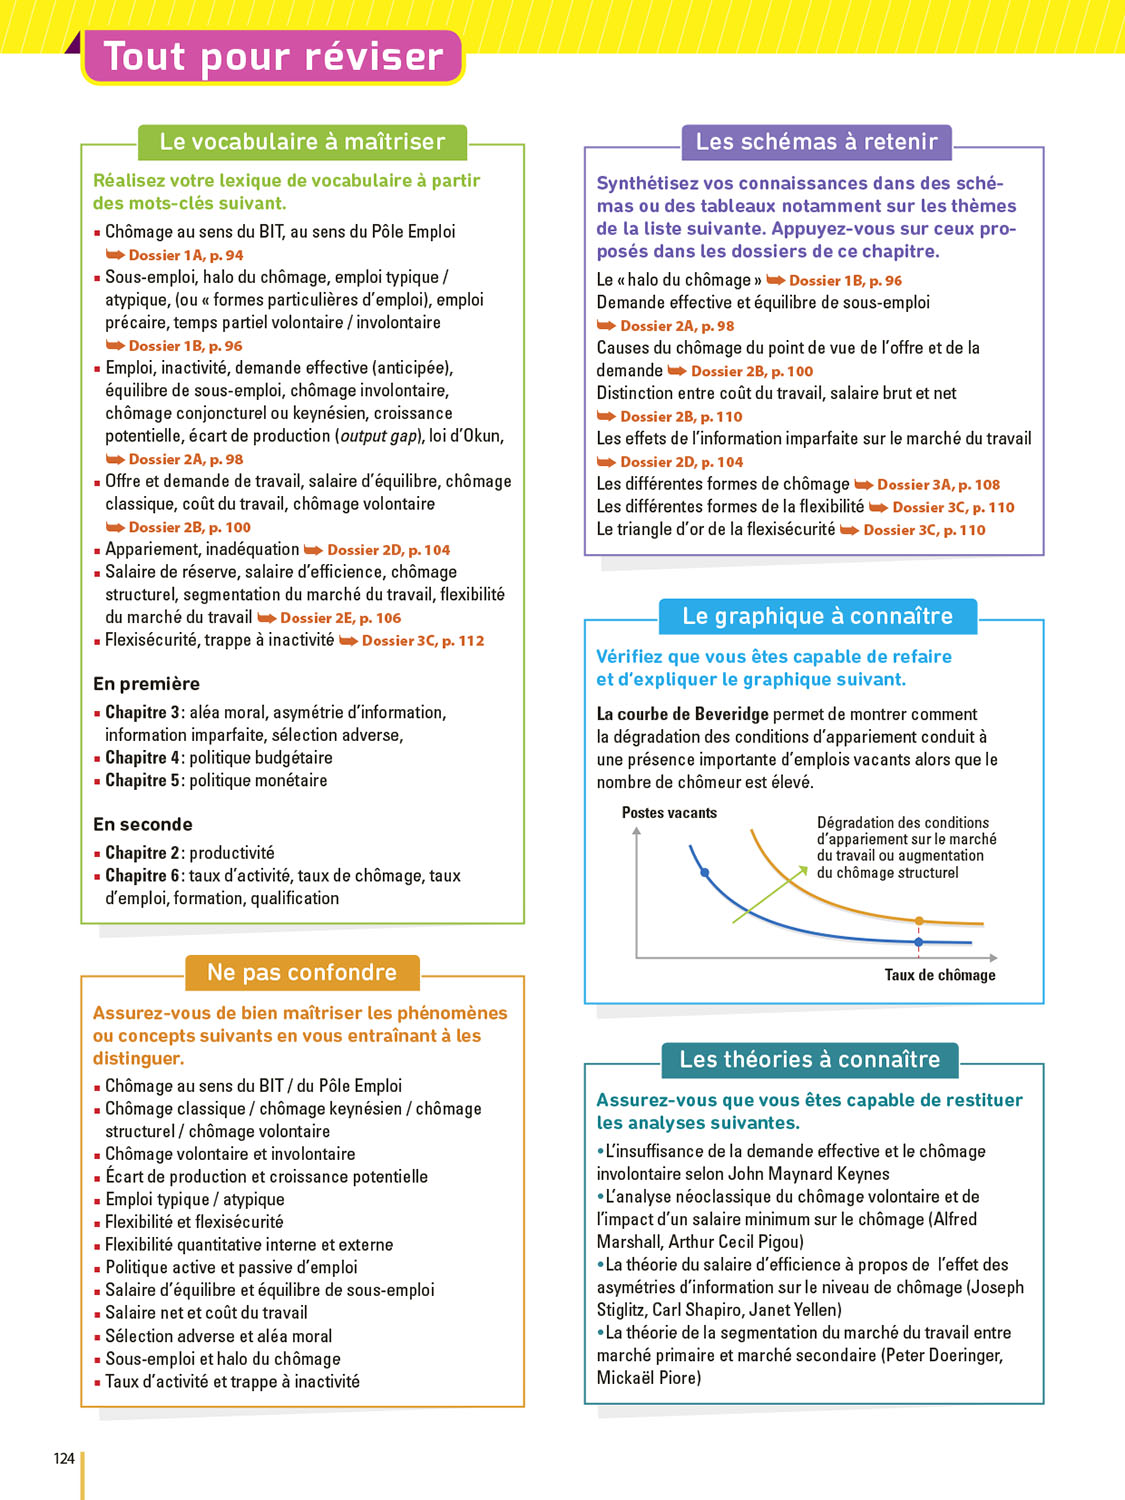 Tout pour réviser
Le vocabulaire à maîtriser
Réalisez votre lexique de vocabulaire à partir
des mots-clés suivant.
▪ Chômage au sens du BIT, au sens du Pôle Emploi
➥ Dossier 1A, p. 94
▪ Sous-emploi, halo du chômage, emploi typique /
atypique, (ou « formes particulières d'emploi), emploi
précaire, temps partiel volontaire / involontaire
➥ Dossier 1B, p. 96
▪ Emploi, inactivité, demande effective (anticipée),
équilibre de sous-emploi, chômage involontaire,
chômage conjoncturel ou keynésien, croissance
potentielle, écart de production (output gap), loi d'Okun,
➥ Dossier 2A, p. 98
▪ Offre et demande de travail, salaire d'équilibre, chômage
classique, coût du travail, chômage volontaire
➥ Dossier 2B, p. 100
▪ Appariement, inadéquation ➥ Dossier 2D, p. 104
▪ Salaire de réserve, salaire d'efficience, chômage
structurel, segmentation du marché du travail, flexibilité
du marché du travail ➥ Dossier 2E, p. 106
▪ Flexisécurité, trappe à inactivité ➥ Dossier 3C, p. 112
En première
▪ Chapitre 3 : aléa moral, asymétrie d'information,
information imparfaite, sélection adverse,
▪ Chapitre 4 : politique budgétaire
▪ Chapitre 5 : politique monétaire
En seconde
▪ Chapitre 2 : productivité
▪ Chapitre 6 : taux d'activité, taux de chômage, taux
d'emploi, formation, qualification
Ne pas confondre
Assurez-vous de bien maîtriser les phénomènes
ou concepts suivants en vous entraînant à les
distinguer.
▪ Chômage au sens du BIT / du Pôle Emploi
▪ Chômage classique / chômage keynésien / chômage
structurel / chômage volontaire
▪ Chômage volontaire et involontaire
▪ Écart de production et croissance potentielle
▪ Emploi typique / atypique
▪ Flexibilité et flexisécurité
▪ Flexibilité quantitative interne et externe
▪ Politique active et passive d'emploi
▪ Salaire d'équilibre et équilibre de sous-emploi
▪ Salaire net et coût du travail
▪ Sélection adverse et aléa moral
▪ Sous-emploi et halo du chômage
▪ Taux d'activité et trappe à inactivité
Les schémas à retenir
Synthétisez vos connaissances dans des sché-
mas ou des tableaux notamment sur les thèmes
de la liste suivante. Appuyez-vous sur ceux pro-
posés dans les dossiers de ce chapitre.
Le « halo du chômage » ➥ Dossier 1B, p. 96
Demande effective et équilibre de sous-emploi
➥ Dossier 2A, p. 98
Causes du chômage du point de vue de l'offre et de la
demande ➥ Dossier 2B, p. 100
Distinction entre coût du travail, salaire brut et net
➥ Dossier 2B, p. 110
Les effets de l'information imparfaite sur le marché du travail
➥ Dossier 2D, p. 104
Les différentes formes de chômage ➥ Dossier 3A, p. 108
Les différentes formes de la flexibilité ➥ Dossier 3C, p. 110
Le triangle d'or de la flexisécurité ➥ Dossier 3C, p. 110
Le graphique à connaître
Vérifiez que vous êtes capable de refaire
et d'expliquer le graphique suivant.
La courbe de Beveridge permet de montrer comment
la dégradation des conditions d'appariement conduit à
une présence importante d'emplois vacants alors que le
nombre de chômeur est élevé.
Postes vacants
Dégradation des conditions
d'appariement sur le marché
du travail ou augmentation
du chômage structurel
Taux de chômage
Les théories à connaître
Assurez-vous que vous êtes capable de restituer
les analyses suivantes.
•L'insuffisance de la demande effective et le chômage
involontaire selon John Maynard Keynes
•L'analyse néoclassique du chômage volontaire et de
l'impact d'un salaire minimum sur le chômage (Alfred
Marshall, Arthur Cecil Pigou)
•La théorie du salaire d'efficience à propos de l'effet des
asymétries d'information sur le niveau de chômage (Joseph
Stiglitz, Carl Shapiro, Janet Yellen)
•La théorie de la segmentation du marché du travail entre
marché primaire et marché secondaire (Peter Doeringer,
Mickaël Piore)
124